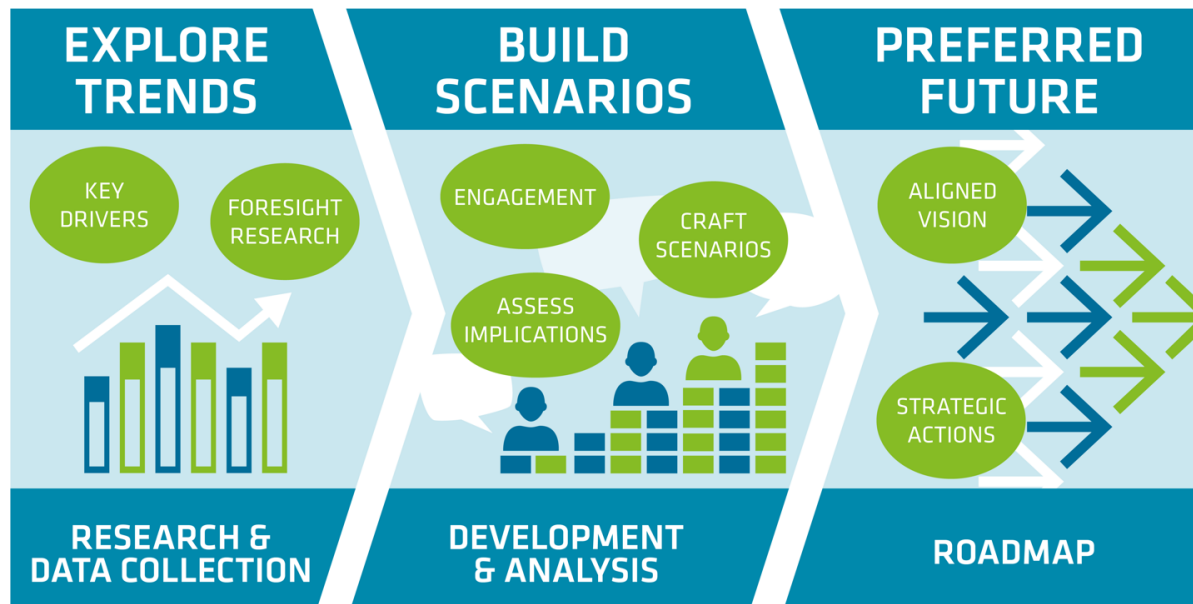 EXPLORE
TRENDS
KEY
DRIVERS
FORESIGHT
RESEARCH
RESEARCH &
DATA COLLECTION
BUILD
SCENARIOS
ENGAGEMENT
CRAFT
SCENARIOS
ASSESS
IMPLICATIONS
DEVELOPMENT
& ANALYSIS
PREFERRED
FUTURE
ALIGNED
VISION
STRATEGIC
ACTIONS
ROADMAP